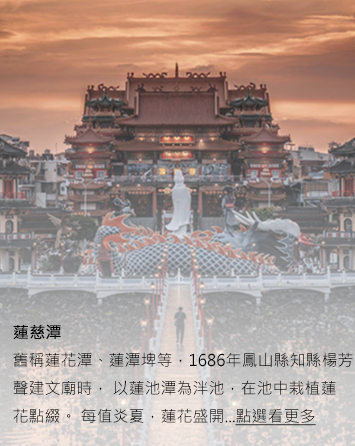 蓮慈潭
舊稱蓮花潭、蓮潭埤等，1686年鳳山縣知縣楊芳
聲建文廟時， 以蓮池潭為泮池，在池中栽植蓮
花點綴。 每值炎夏，蓮花盛開...點選看更多